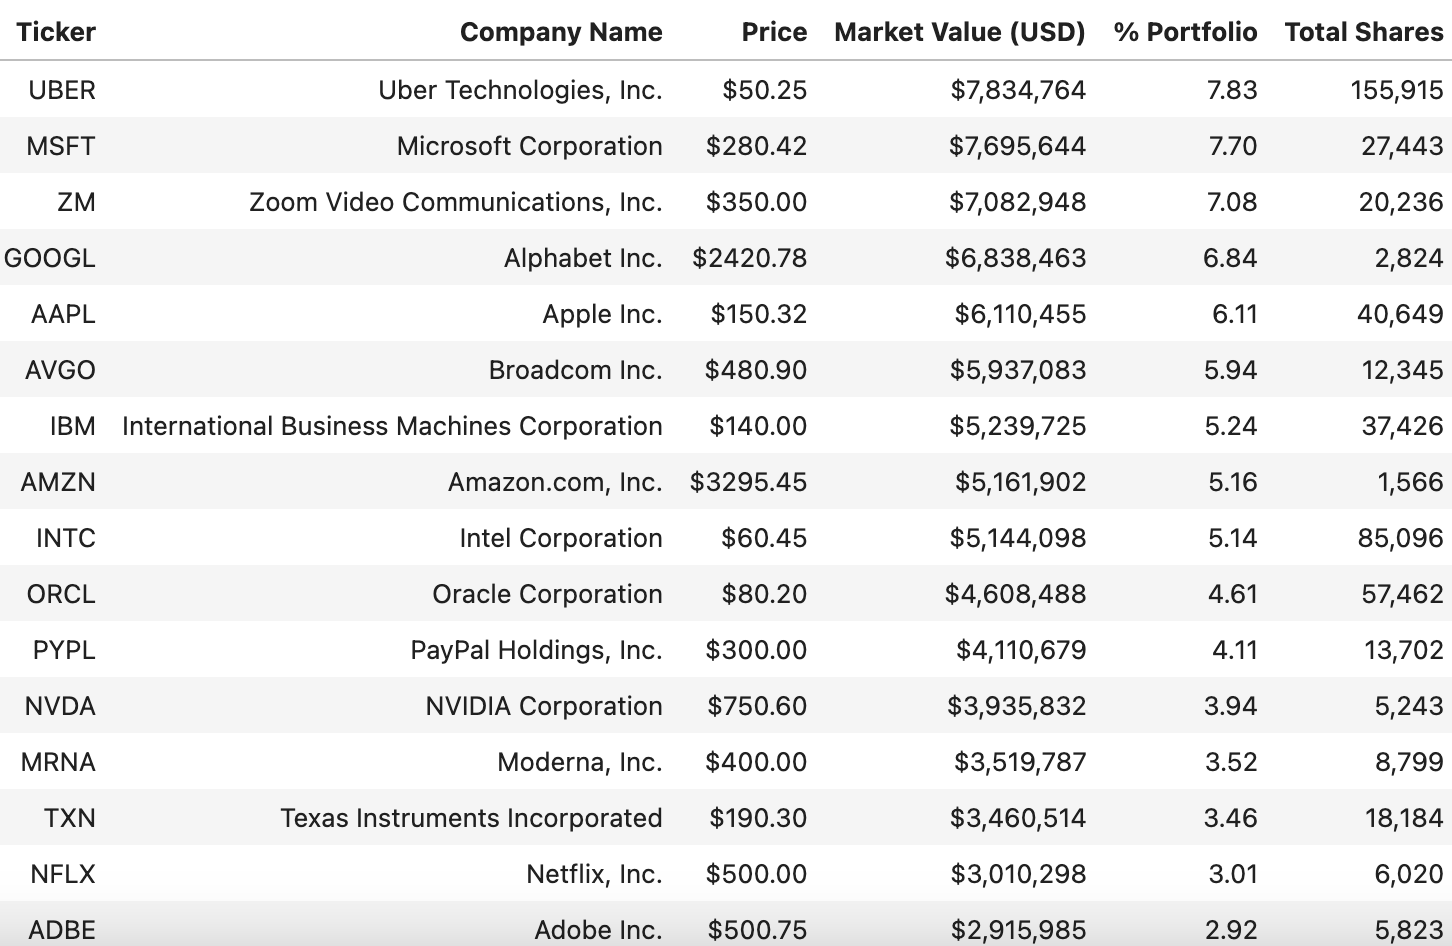 Ticker Company Name Price Market Value (USD) % Portfolio Total Shares
UBER Uber Technologies, Inc. $50.25 $7,834,764 7.83 155,915
MSFT Microsoft Corporation $280.42 $7,695,644 7.70 27,443
ZM Zoom Video Communications, Inc. $350.00 $7,082,948 7.08 20,236
GOOGL Alphabet Inc. $2420.78 $6,838,463 6.84 2,824
AAPL Apple Inc. $150.32 $6,110,455 6.11 40,649
AVGO Broadcom Inc. $480.90 $5,937,083 5.94 12,345
IBM International Business Machines Corporation $140.00 $5,239,725 5.24 37,426
AMZN Amazon.com, Inc. $3295.45 $5,161,902 5.16 1,566
INTC Intel Corporation $60.45 $5,144,098 5.14 85,096
ORCL Oracle Corporation $80.20 $4,608,488 4.61 57,462
PYPL PayPal Holdings, Inc. $300.00 $4,110,679 4.11 13,702
NVDA NVIDIA Corporation $750.60 $3,935,832 3.94 5,243
MRNA Moderna, Inc. $400.00 $3,519,787 3.52 8,799
TXN Texas Instruments Incorporated $190.30 $3,460,514 3.46 18,184
NFLX Netflix, Inc. $500.00 $3,010,298 3.01 6,020
ADBE Adobe Inc. $500.75 $2,915,985 2.92 5,823